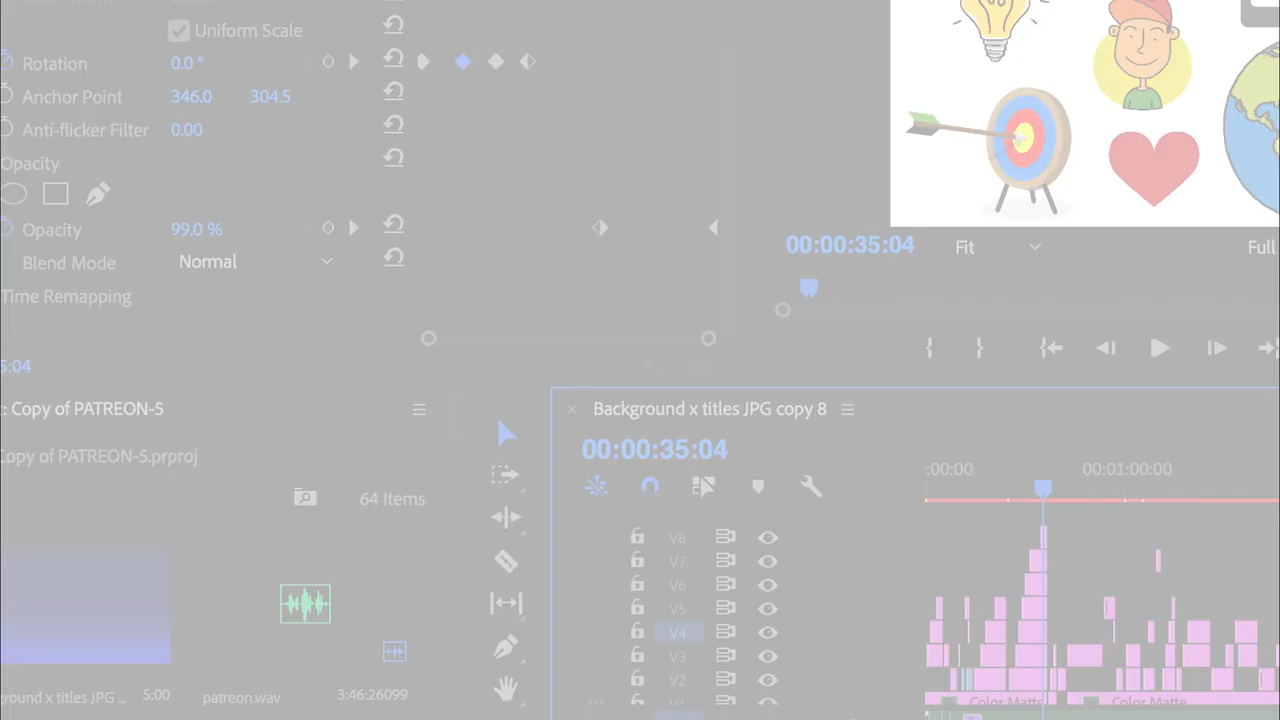 Uniform Scale
Rotation 0.0 °
Anchor Point 346.0 304.5
Anti-flicker Filter 0.00
Opacity
Opacity 99.0 %
Blend Mode Normal
Time Remapping
00:00:35:04 Fit Full
5:04
: Copy of PATREON-5
Copy of PATREON-5.prproj
64 Items
ground x titles JPG ... 5:00 patreon.wav 3:46:26099
Background x titles JPG copy 8
00:00:35:04
:00:00 00:01:00:00
V8
V7
V6
V5
V4
V3
V2
V1 V1
Color Matte Color Matte